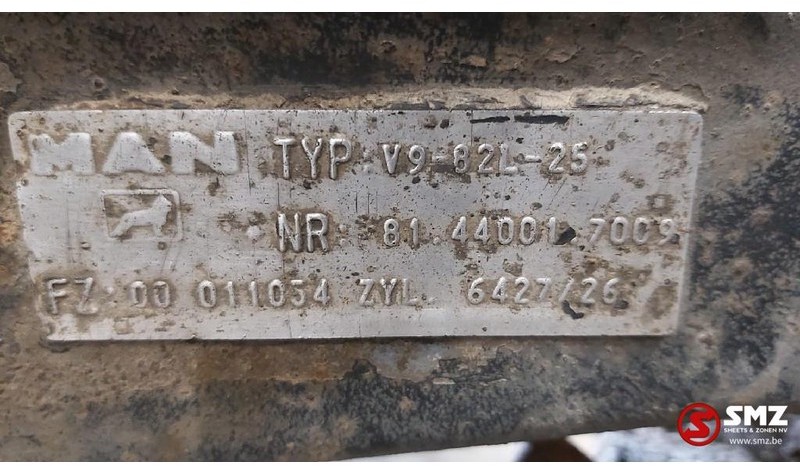 MAN TYP: V9-82L-25
NR: 81.44001.7009
FZ: 00 011054 ZYL. 6427/26
SMZ
SMEETS & ZONEN NV
www.smz.be